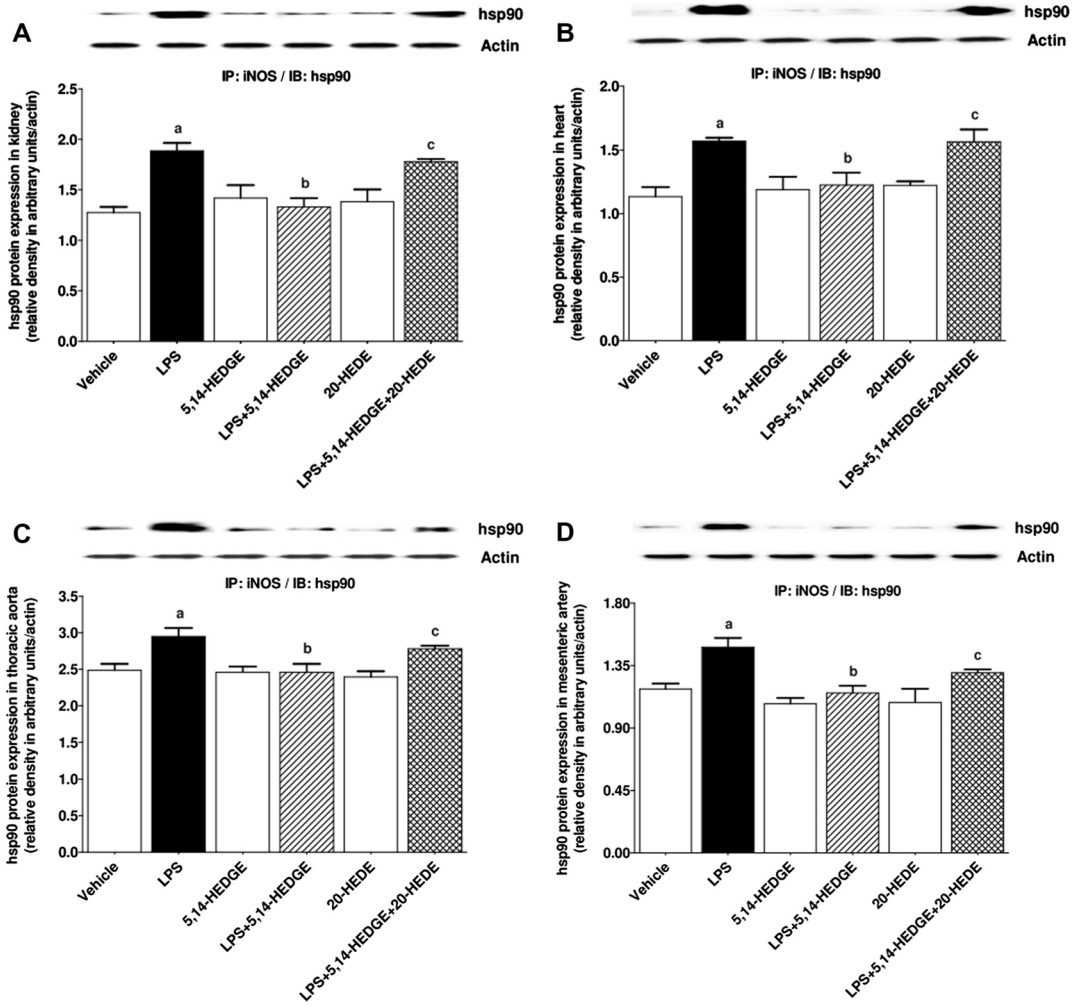 A
hsp90
Actin
IP: iNOS / IB: hsp90
hsp90 protein expression in kidney
(relative density in arbitrary units/actin)
2.5
2.0
1.5
1.0
0.5
0.0
a
b
c
Vehicle
LPS
5,14-HEDGE
LPS+5,14-HEDGE
20-HEDE
LPS+5,14-HEDGE+20-HEDE
B
hsp90
Actin
IP: iNOS / IB: hsp90
hsp90 protein expression in heart
(relative density in arbitrary units/actin)
2.0
1.5
1.0
0.5
0.0
a
b
c
Vehicle
LPS
5,14-HEDGE
LPS+5,14-HEDGE
20-HEDE
LPS+5,14-HEDGE+20-HEDE
C
hsp90
Actin
IP: iNOS / IB: hsp90
hsp90 protein expression in thoracic aorta
(relative density in arbitrary units/actin)
3.5
3.0
2.5
2.0
1.5
1.0
0.5
0.0
a
b
c
Vehicle
LPS
5,14-HEDGE
LPS+5,14-HEDGE
20-HEDE
LPS+5,14-HEDGE+20-HEDE
D
hsp90
Actin
IP: iNOS / IB: hsp90
hsp90 protein expression in mesenteric artery
(relative density in arbitrary units/actin)
1.80
1.35
0.90
0.45
0.00
a
b
c
Vehicle
LPS
5,14-HEDGE
LPS+5,14-HEDGE
20-HEDE
LPS+5,14-HEDGE+20-HEDE